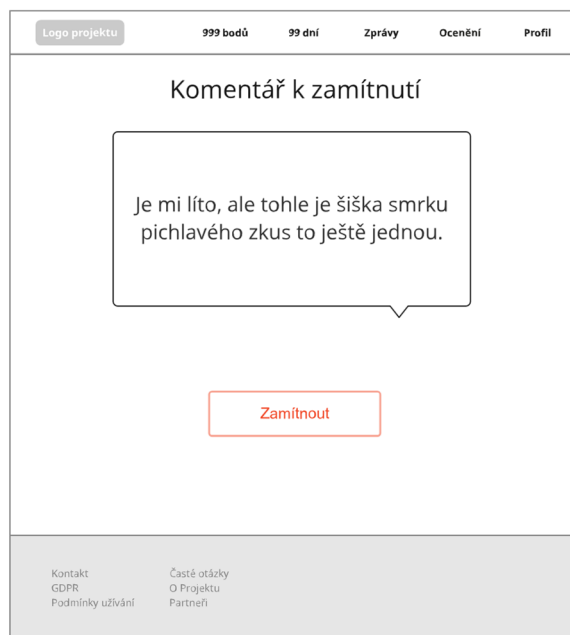 Logo projektu 999 bodů 99 dní Zprávy Ocenění Profil
Komentář k zamítnutí
Je mi líto, ale tohle je šiška smrku
pichlavého zkus to ještě jednou.
Zamítnout
Kontakt Časté otázky
GDPR O Projektu
Podmínky užívání Partneři